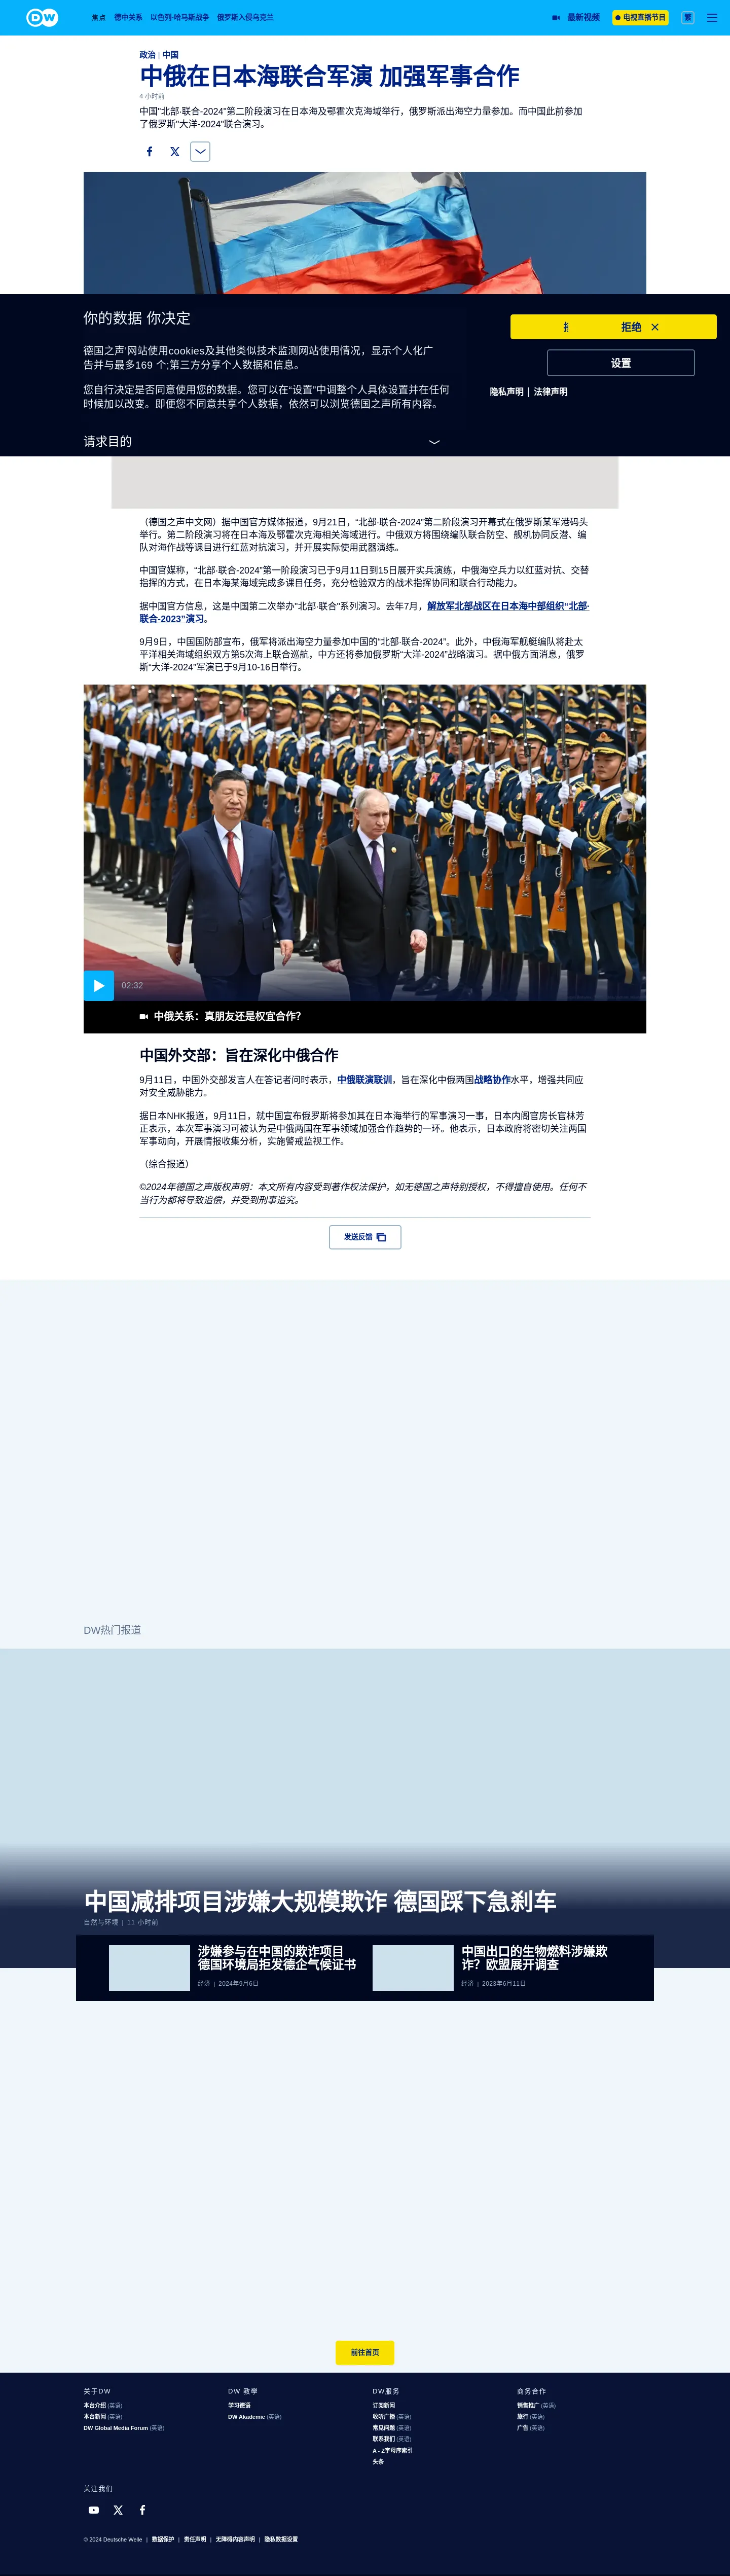 DW
焦点 德中关系 以色列-哈马斯战争 俄罗斯入侵乌克兰 最新视频 电视直播节目 繁
政治 | 中国
中俄在日本海联合军演 加强军事合作
4 小时前
中国"北部·联合-2024"第二阶段演习在日本海及鄂霍次克海域举行，俄罗斯派出海空力量参加。而中国此前参加
了俄罗斯"大洋-2024"联合演习。
你的数据 你决定
德国之声'网站使用cookies及其他类似技术监测网站使用情况，显示个人化广
告并与最多169 个;第三方分享个人数据和信息。
您自行决定是否同意使用您的数据。您可以在"设置"中调整个人具体设置并在任何
时候加以改变。即便您不同意共享个人数据，依然可以浏览德国之声所有内容。
请求目的
拒绝
设置
隐私声明 | 法律声明
（德国之声中文网）据中国官方媒体报道，9月21日，“北部·联合-2024”第二阶段演习开幕式在俄罗斯某军港码头
举行。第二阶段演习将在日本海及鄂霍次克海相关海域进行。中俄双方将围绕编队联合防空、舰机协同反潜、编
队对海作战等课目进行红蓝对抗演习，并开展实际使用武器演练。
中国官媒称，“北部·联合-2024”第一阶段演习已于9月11日到15日展开实兵演练，中俄海空兵力以红蓝对抗、交替
指挥的方式，在日本海某海域完成多课目任务，充分检验双方的战术指挥协同和联合行动能力。
据中国官方信息，这是中国第二次举办"北部·联合"系列演习。去年7月，解放军北部战区在日本海中部组织“北部·
联合-2023”演习。
9月9日，中国国防部宣布，俄军将派出海空力量参加中国的“北部·联合-2024”。此外，中俄海军舰艇编队将赴太
平洋相关海域组织双方第5次海上联合巡航，中方还将参加俄罗斯“大洋-2024”战略演习。据中俄方面消息，俄罗
斯“大洋-2024”军演已于9月10-16日举行。
02:32
中俄关系：真朋友还是权宜合作？
中国外交部：旨在深化中俄合作
9月11日，中国外交部发言人在答记者问时表示，中俄联演联训，旨在深化中俄两国战略协作水平，增强共同应
对安全威胁能力。
据日本NHK报道，9月11日，就中国宣布俄罗斯将参加其在日本海举行的军事演习一事，日本内阁官房长官林芳
正表示，本次军事演习可被认为是中俄两国在军事领域加强合作趋势的一环。他表示，日本政府将密切关注两国
军事动向，开展情报收集分析，实施警戒监视工作。
（综合报道）
©2024年德国之声版权声明：本文所有内容受到著作权法保护，如无德国之声特别授权，不得擅自使用。任何不
当行为都将导致追偿，并受到刑事追究。
发送反馈
DW热门报道
中国减排项目涉嫌大规模欺诈 德国踩下急刹车
自然与环境 | 11 小时前
涉嫌参与在中国的欺诈项目
德国环境局拒发德企气候证书
经济 | 2024年9月6日
中国出口的生物燃料涉嫌欺
诈？欧盟展开调查
经济 | 2023年6月11日
前往首页
关于DW
本台介绍 (英语)
本台新闻 (英语)
DW Global Media Forum (英语)
DW 教學
学习德语
DW Akademie (英语)
DW服务
订阅新闻
收听广播 (英语)
常见问题 (英语)
联系我们 (英语)
A - Z字母序索引
头条
商务合作
销售推广 (英语)
旅行 (英语)
广告 (英语)
关注我们
© 2024 Deutsche Welle | 数据保护 | 责任声明 | 无障碍内容声明 | 隐私数据设置